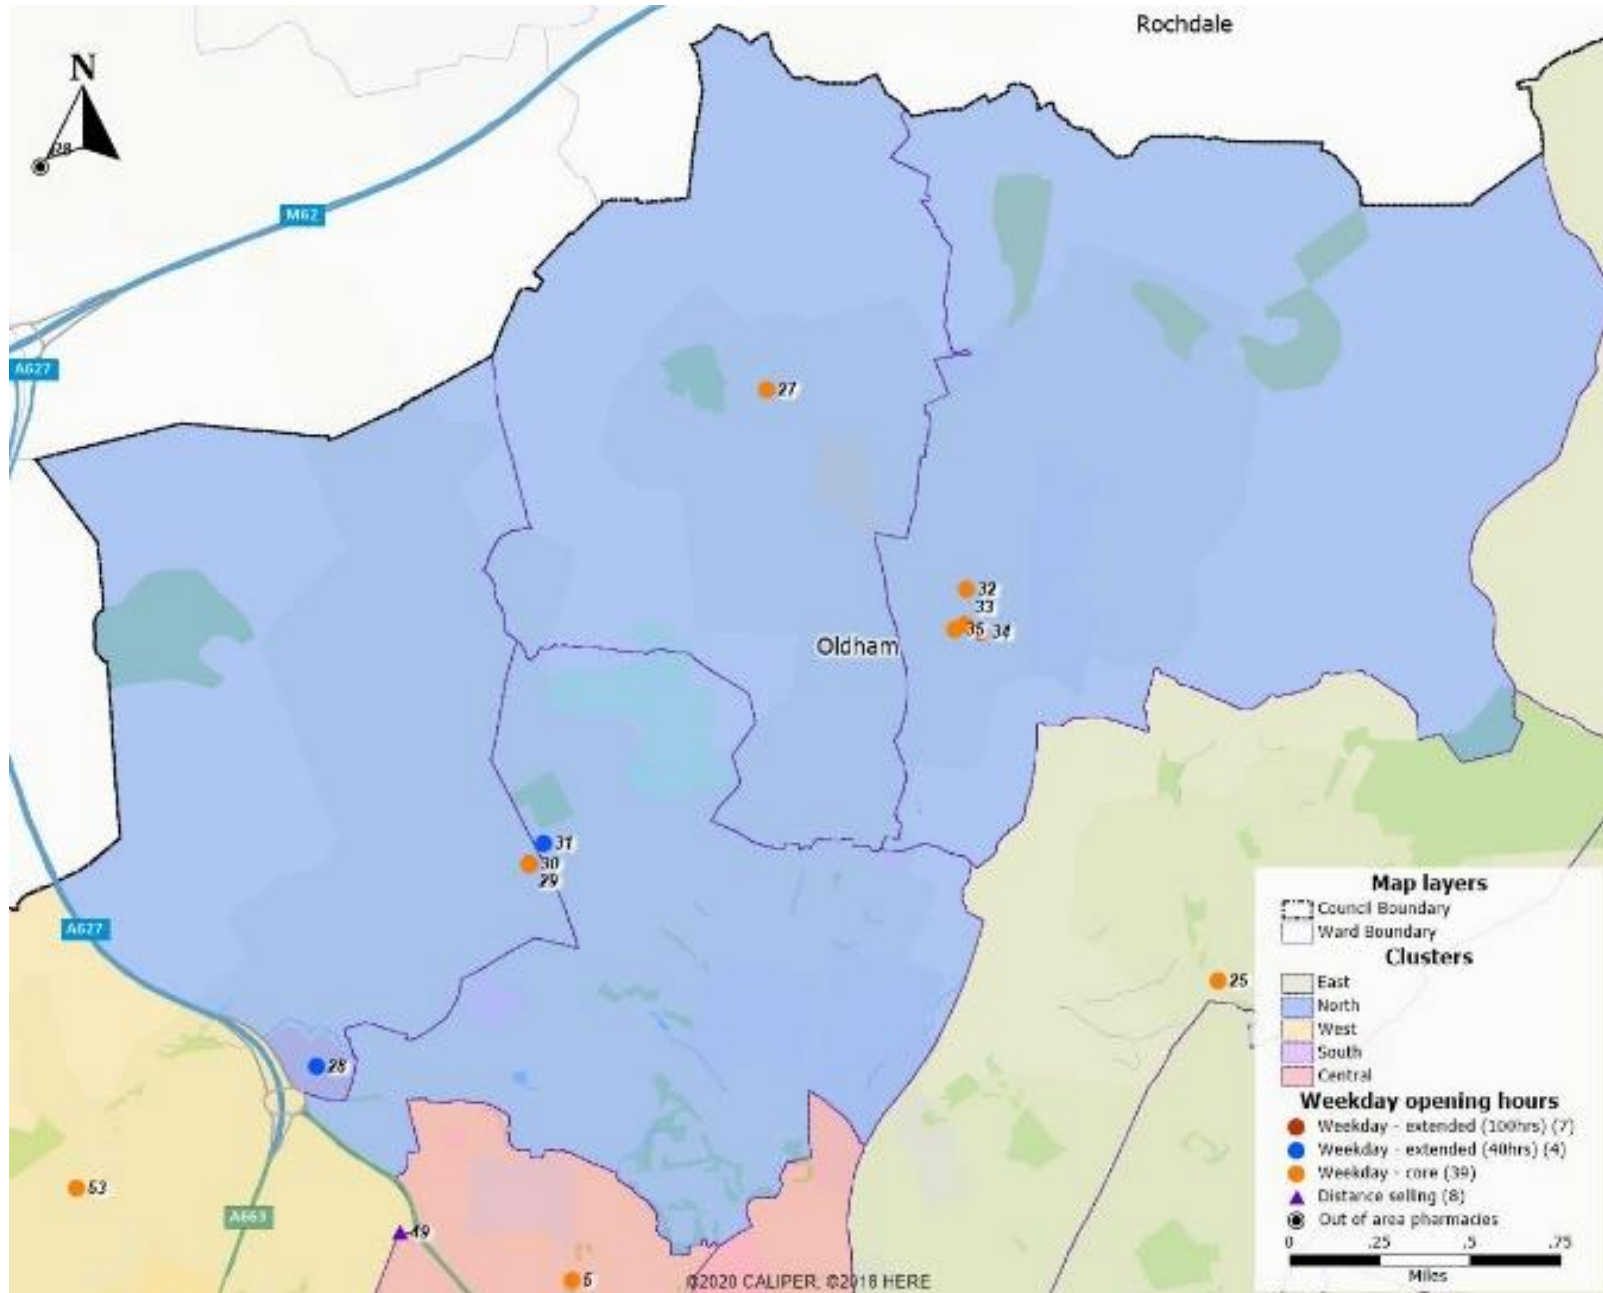 Rochdale
N
28
M62
A627
27
32
33
35
34
Oldham
31
30
29
A627
25
28
53
A663
49
6
©2020 CALIPER, ©2018 HERE
Map layers
Council Boundary
Ward Boundary
Clusters
East
North
West
South
Central
Weekday opening hours
Weekday - extended (100hrs) (7)
Weekday - extended (40hrs) (4)
Weekday - core (39)
Distance selling (8)
Out of area pharmacies
0 .25 .5 .75
Miles